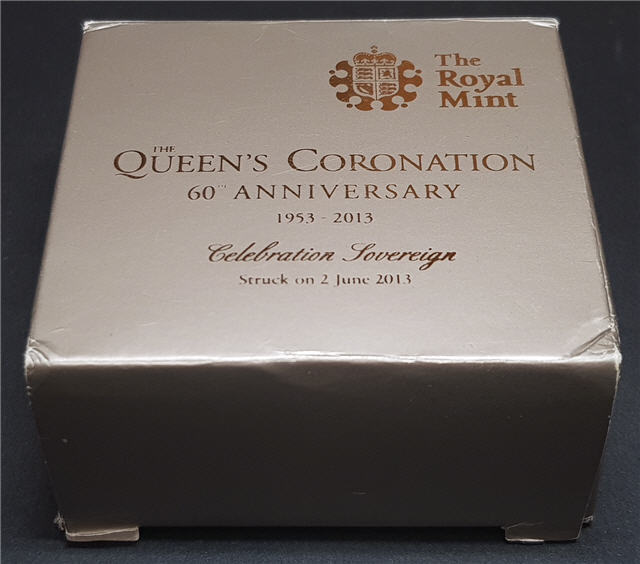 The
Royal
Mint
THE
QUEEN'S CORONATION
60TH ANNIVERSARY
1953 - 2013
Celebration Sovereign
Struck on 2 June 2013